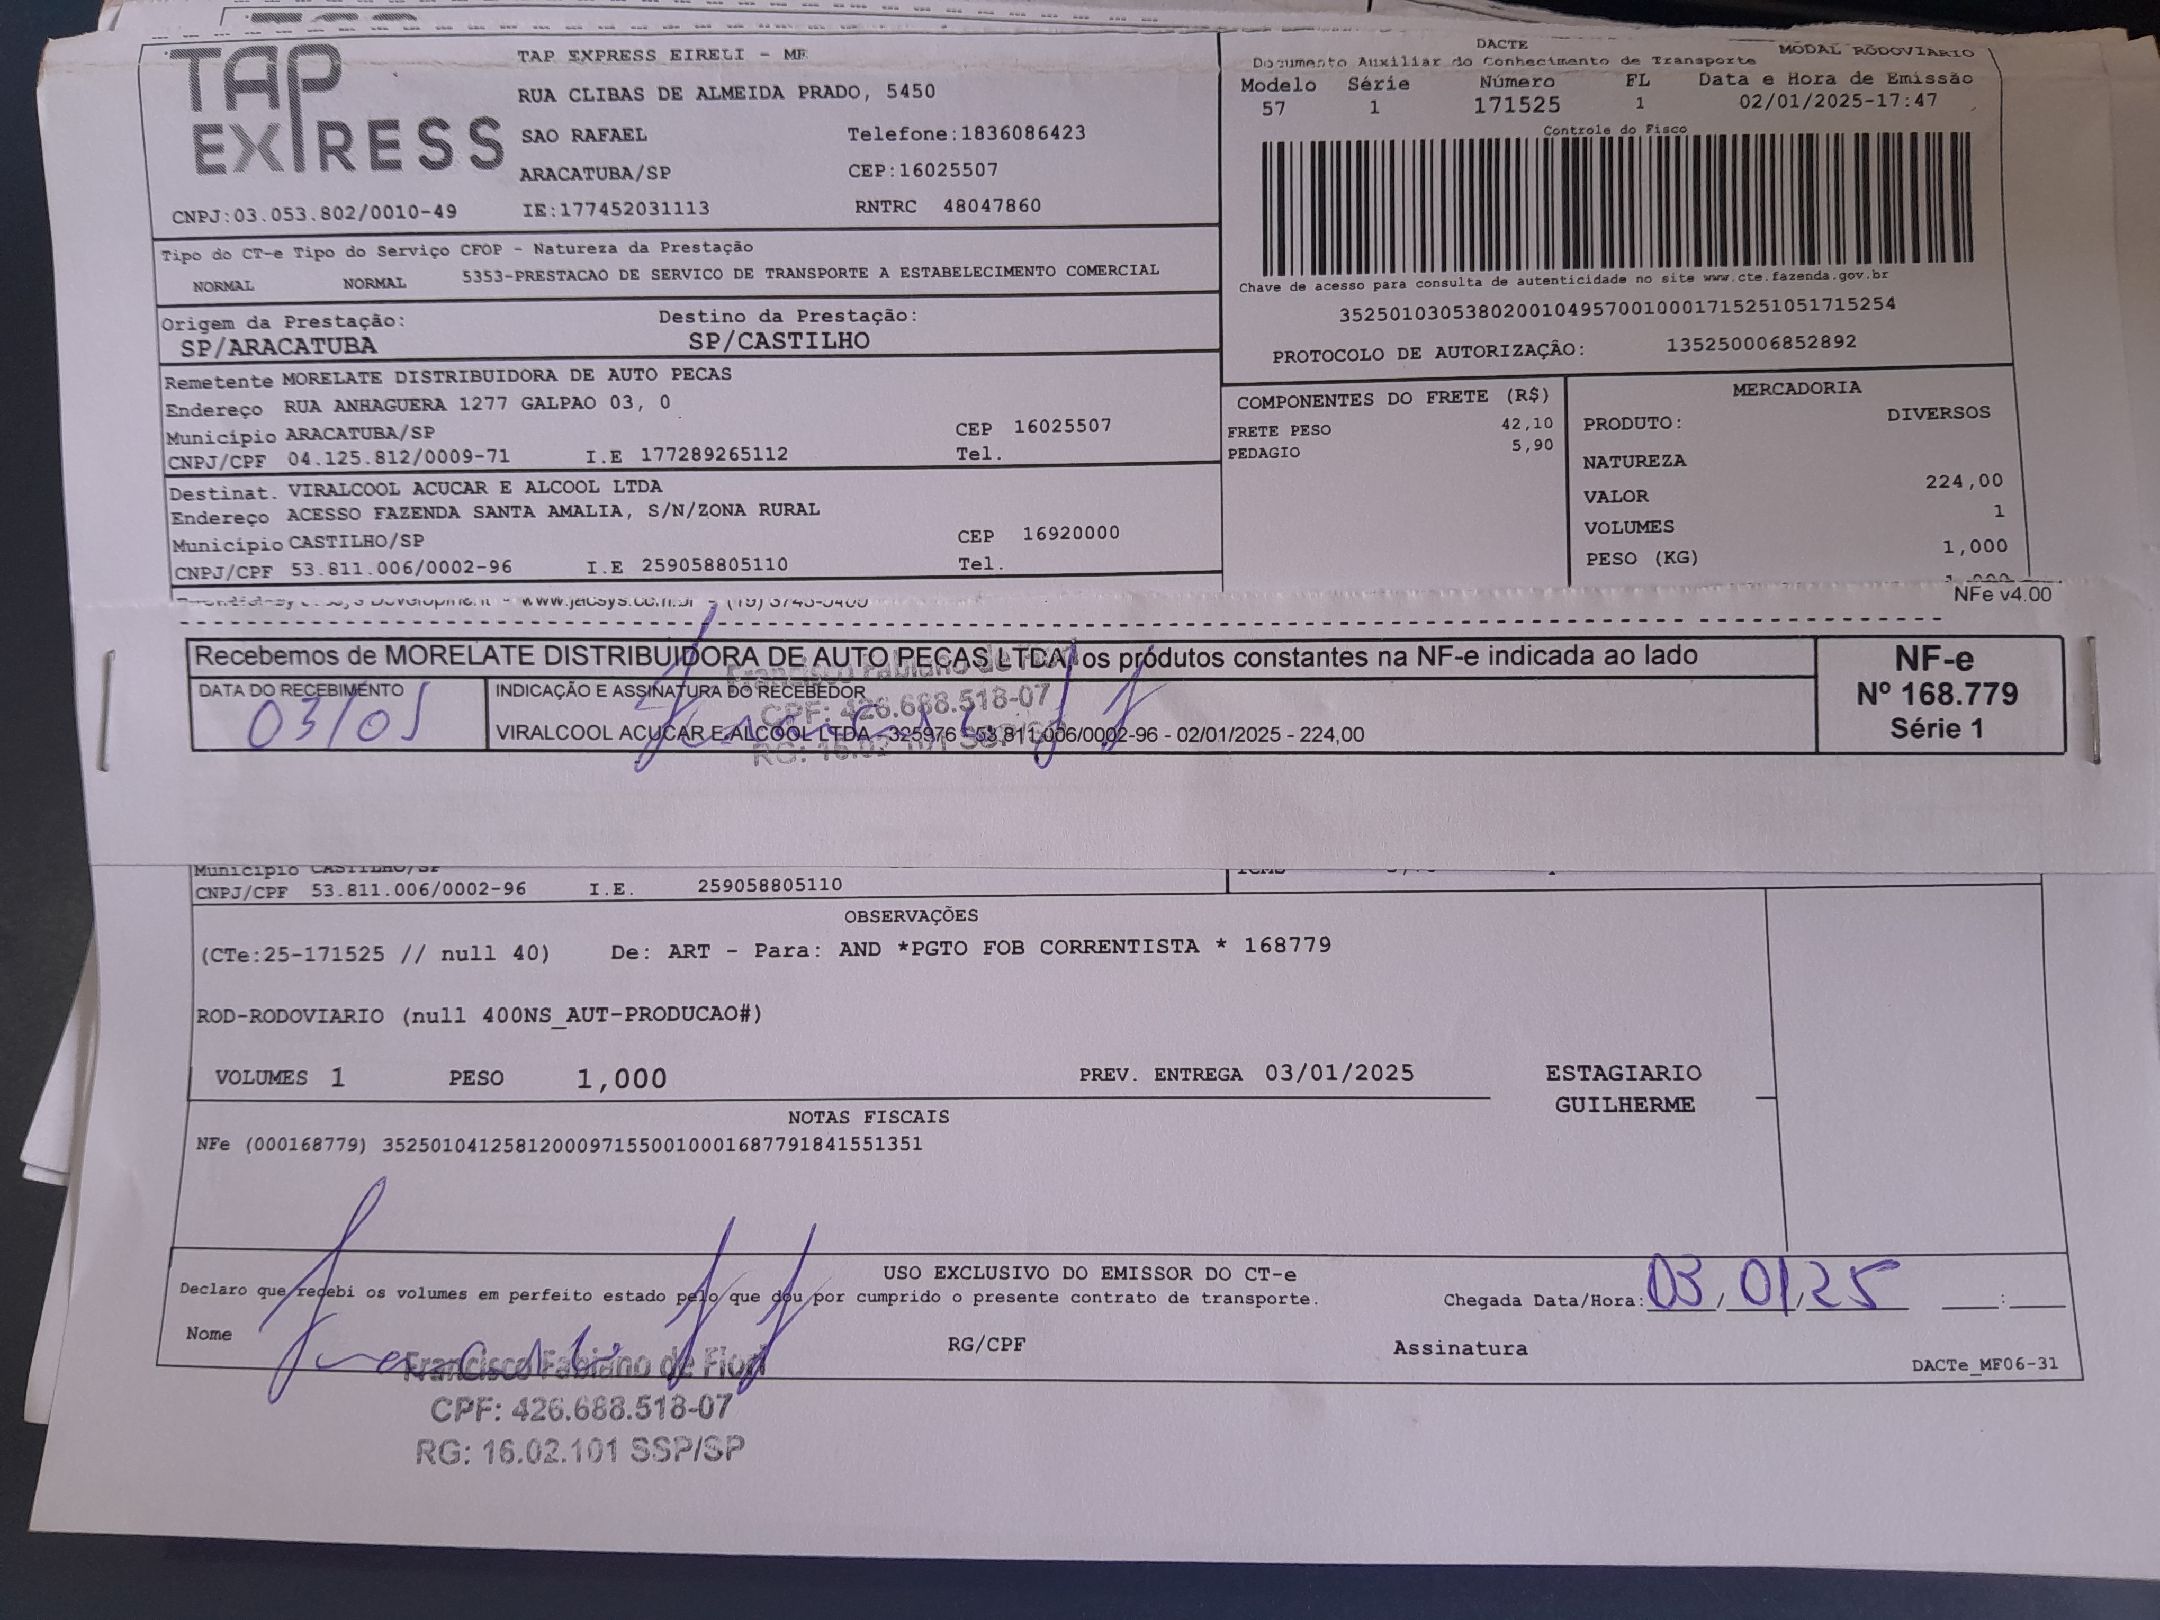 TAP EXPRESS
TAP EXPRESS EIRELI - ME
RUA CLIBAS DE ALMEIDA PRADO, 5450
SAO RAFAEL Telefone:1836086423
ARACATUBA/SP CEP:16025507
CNPJ:03.053.802/0010-49 IE:177452031113 RNTRC 48047860
DACTE MODAL RODOVIARIO
Documento Auxiliar do Conhecimento de Transporte
Modelo Série Número FL Data e Hora de Emissão
57 1 171525 1 02/01/2025-17:47
Controle do Fisco
Chave de acesso para consulta de autenticidade no site www.cte.fazenda.gov.br
35250103053802001049570010001715251051715254
PROTOCOLO DE AUTORIZAÇÃO: 135250006852892
Tipo do CT-e Tipo do Serviço CFOP - Natureza da Prestação
NORMAL NORMAL 5353-PRESTACAO DE SERVICO DE TRANSPORTE A ESTABELECIMENTO COMERCIAL
Origem da Prestação: Destino da Prestação:
SP/ARACATUBA SP/CASTILHO
Remetente MORELATE DISTRIBUIDORA DE AUTO PECAS
Endereço RUA ANHAGUERA 1277 GALPAO 03, 0
Município ARACATUBA/SP CEP 16025507
CNPJ/CPF 04.125.812/0009-71 I.E 177289265112 Tel.
Destinat. VIRALCOOL ACUCAR E ALCOOL LTDA
Endereço ACESSO FAZENDA SANTA AMALIA, S/N/ZONA RURAL
Município CASTILHO/SP CEP 16920000
CNPJ/CPF 53.811.006/0002-96 I.E 259058805110 Tel.
COMPONENTES DO FRETE (R$)
FRETE PESO 42,10
PEDAGIO 5,90
MERCADORIA
PRODUTO: DIVERSOS
NATUREZA
VALOR 224,00
VOLUMES 1
PESO (KG) 1,000
NFe v4.00
Recebemos de MORELATE DISTRIBUIDORA DE AUTO PEÇAS LTDA, os produtos constantes na NF-e indicada ao lado
DATA DO RECEBIMENTO INDICAÇÃO E ASSINATURA DO RECEBEDOR
03/01
VIRALCOOL ACUCAR E ALCOOL LTDA - 325976 - 53.811.006/0002-96 - 02/01/2025 - 224,00
CPF: 426.688.518-07
NF-e
Nº 168.779
Série 1
Município CASTILHO/SP
CNPJ/CPF 53.811.006/0002-96 I.E. 259058805110
OBSERVAÇÕES
(CTe:25-171525 // null 40) De: ART - Para: AND *PGTO FOB CORRENTISTA * 168779
ROD-RODOVIARIO (null 400NS_AUT-PRODUCAO#)
VOLUMES 1 PESO 1,000 PREV. ENTREGA 03/01/2025 ESTAGIARIO
GUILHERME
NOTAS FISCAIS
NFe (000168779) 35250104125812000971550010001687791841551351
USO EXCLUSIVO DO EMISSOR DO CT-e
Declaro que recebi os volumes em perfeito estado pelo que dou por cumprido o presente contrato de transporte.
Chegada Data/Hora: 03/01/25
Nome RG/CPF Assinatura
DACTe_MF06-31
Francisco Fabiano de Fiori
CPF: 426.688.518-07
RG: 16.02.101 SSP/SP